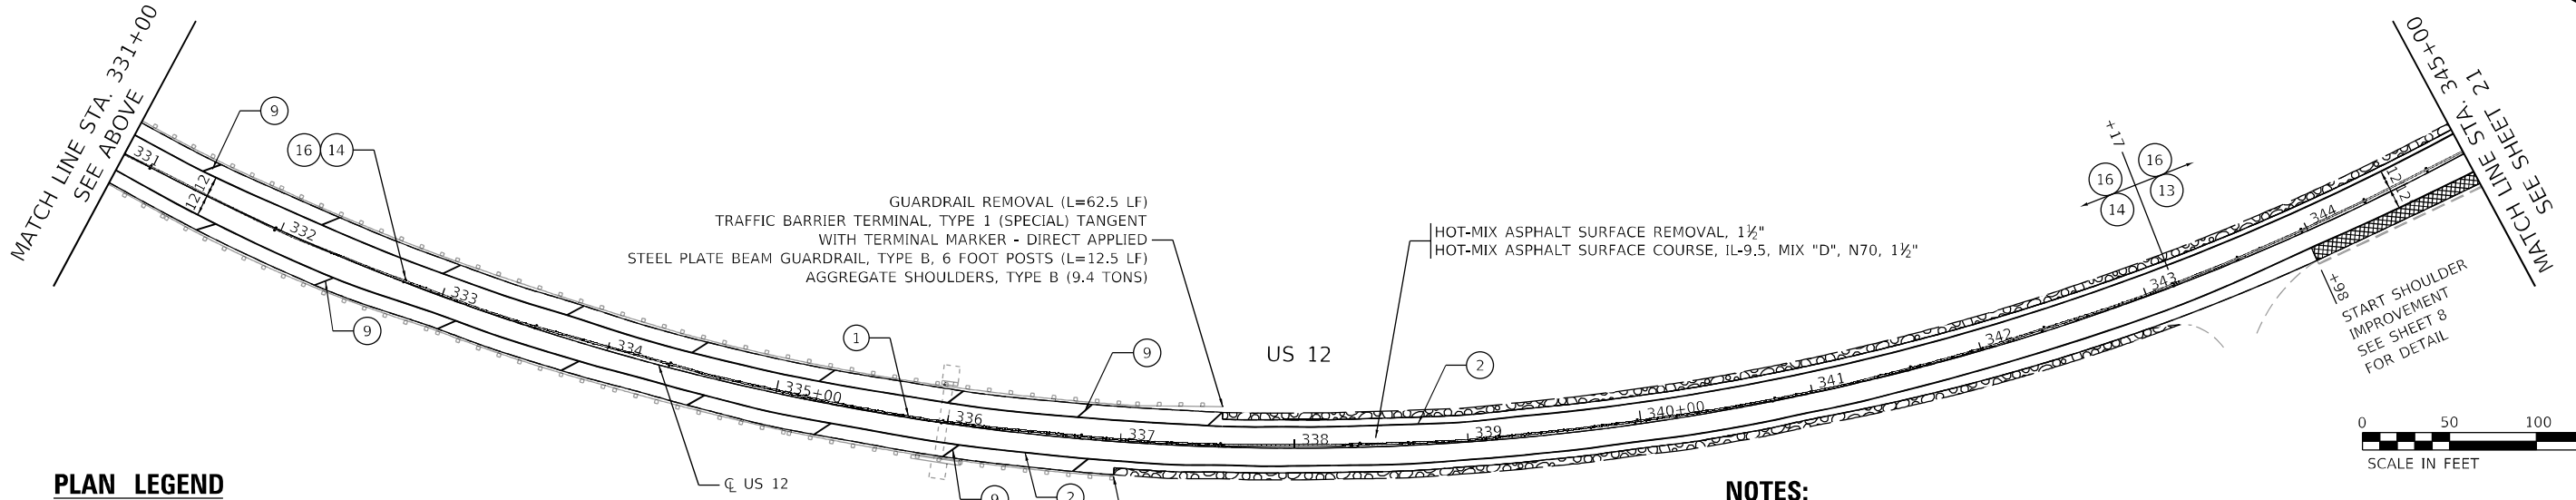 MATCH LINE STA. 331+00
SEE ABOVE
9
16 14
331
12 12
12
332
333
9
334
GUARDRAIL REMOVAL (L=62.5 LF)
TRAFFIC BARRIER TERMINAL, TYPE 1 (SPECIAL) TANGENT
WITH TERMINAL MARKER - DIRECT APPLIED
STEEL PLATE BEAM GUARDRAIL, TYPE B, 6 FOOT POSTS (L=12.5 LF)
AGGREGATE SHOULDERS, TYPE B (9.4 TONS)
1
9
335+00
336
337
US 12
HOT-MIX ASPHALT SURFACE REMOVAL, 1½"
HOT-MIX ASPHALT SURFACE COURSE, IL-9.5, MIX "D", N70, 1½"
2
338
339
340+00
341
342
343
344
+17
16 16
14 13
12 12
MATCH LINE STA. 345+00
SEE SHEET 21
+98
START SHOULDER
IMPROVEMENT
SEE SHEET 8
FOR DETAIL
0 50 100
SCALE IN FEET
℄ US 12
9
2
PLAN LEGEND
NOTES: